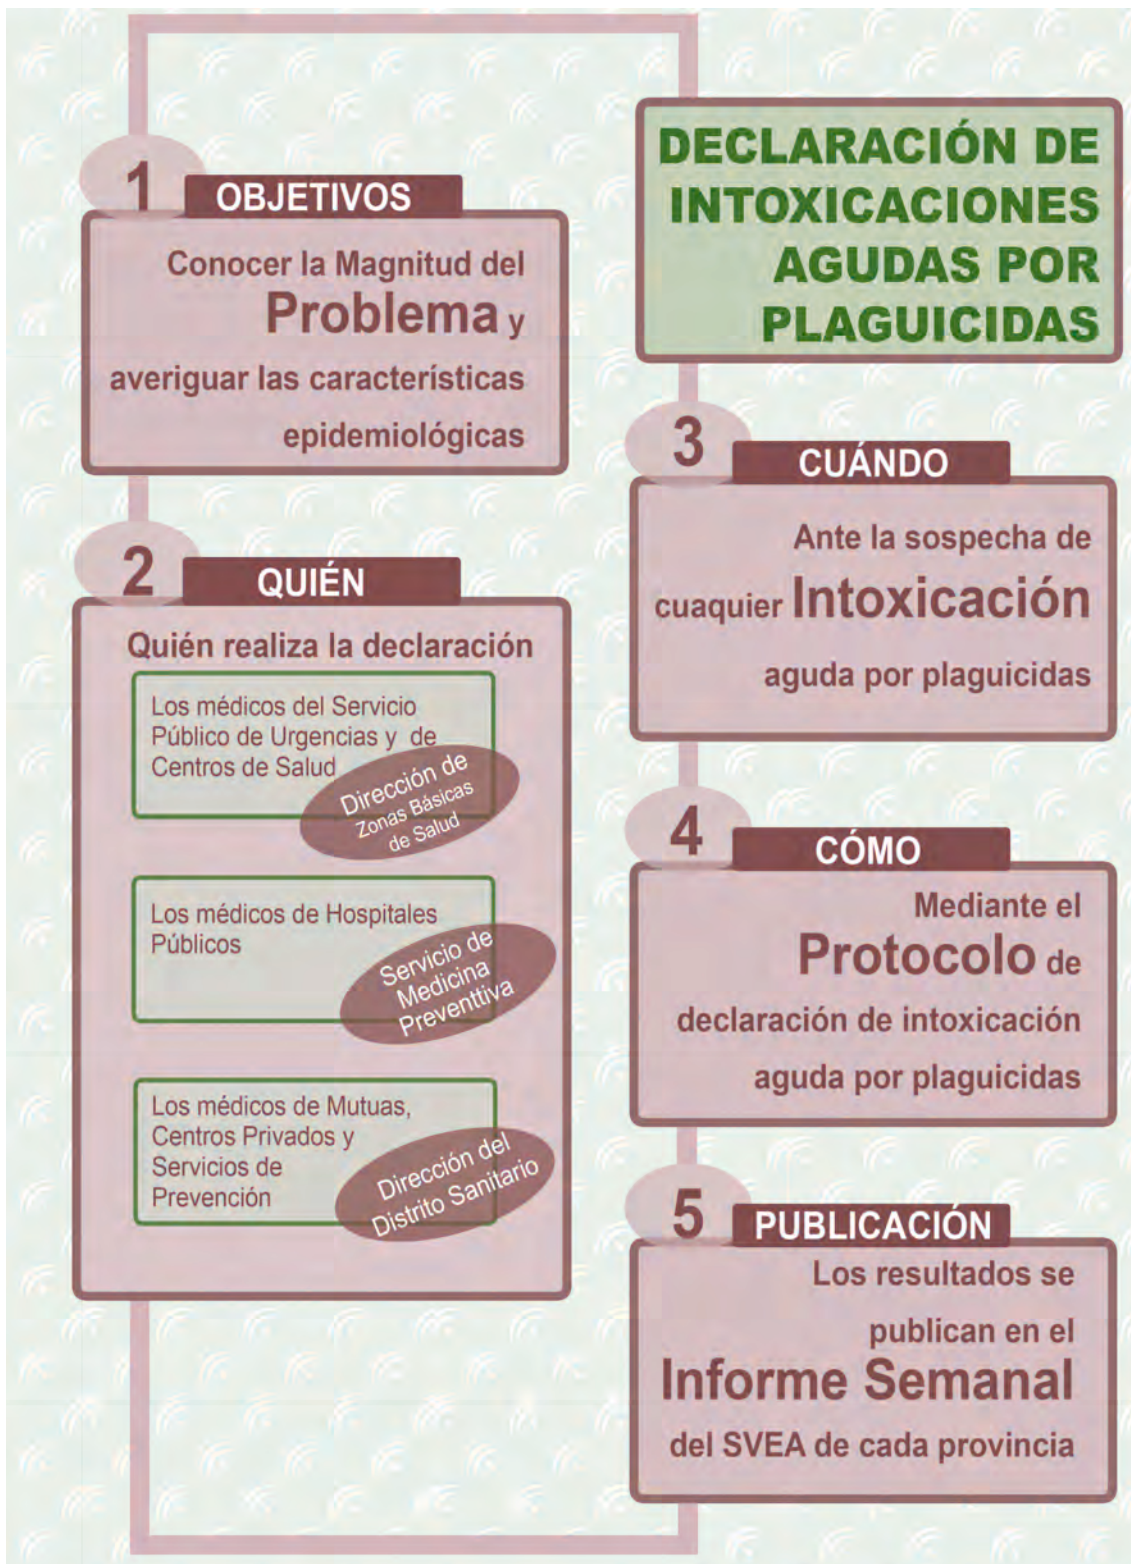 DECLARACIÓN DE
INTOXICACIONES
AGUDAS POR
PLAGUICIDAS
1
OBJETIVOS
Conocer la Magnitud del
Problema y
averiguar las características
epidemiológicas
2
QUIÉN
Quién realiza la declaración
Los médicos del Servicio
Público de Urgencias y de
Centros de Salud
Dirección de
Zonas Básicas
de Salud
Los médicos de Hospitales
Públicos
Servicio de
Medicina
Preventtiva
Los médicos de Mutuas,
Centros Privados y
Servicios de
Prevención
Dirección del
Distrito Sanitario
3
CUÁNDO
Ante la sospecha de
cuaquier Intoxicación
aguda por plaguicidas
4
CÓMO
Mediante el
Protocolo de
declaración de intoxicación
aguda por plaguicidas
5
PUBLICACIÓN
Los resultados se
publican en el
Informe Semanal
del SVEA de cada provincia